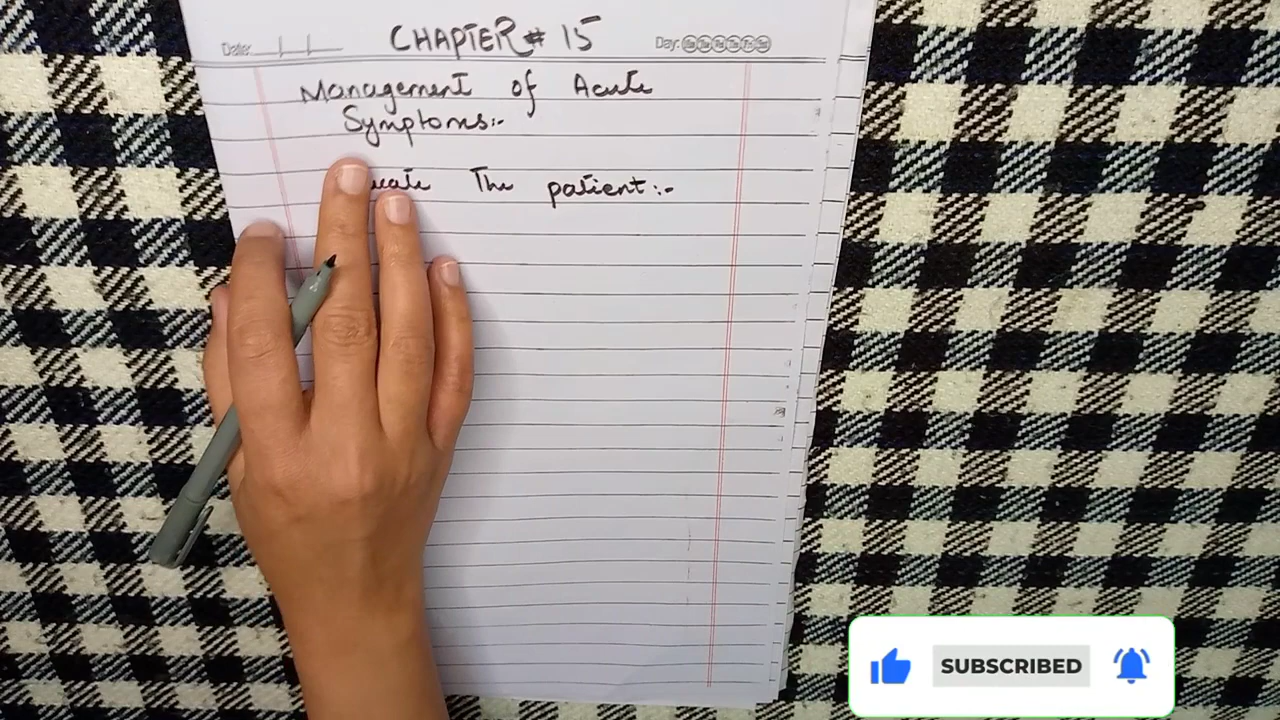 Date:
CHAPTER # 15
Day:
Management of Acute
Symptoms:-
The patient:-
SUBSCRIBED